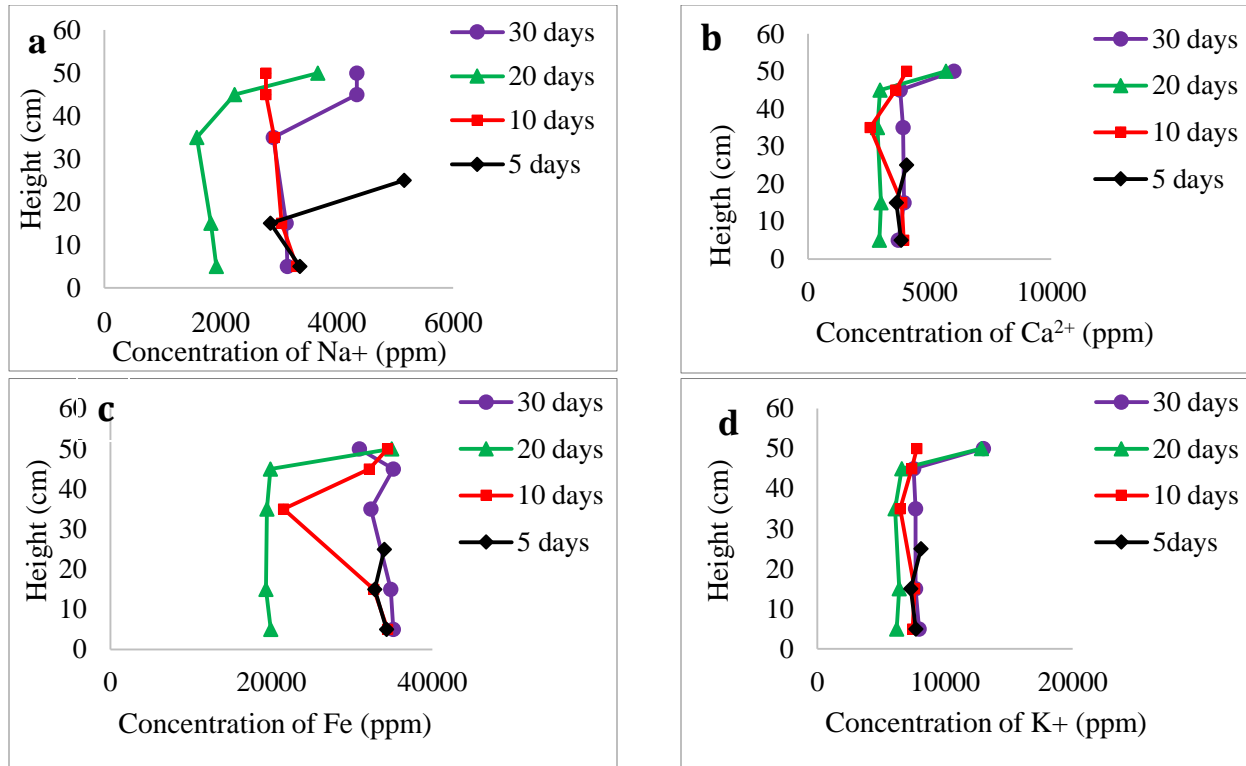 a
60
50
40
30
20
10
0
Height (cm)
0 2000 4000 6000
Concentration of Na+ (ppm)
30 days
20 days
10 days
5 days
b
60
50
40
30
20
10
0
Heigth (cm)
0 5000 10000
Concentration of Ca²⁺ (ppm)
30 days
20 days
10 days
5 days
c
60
50
40
30
20
10
0
Height (cm)
0 20000 40000
Concentration of Fe (ppm)
30 days
20 days
10 days
5 days
d
60
50
40
30
20
10
0
Height (cm)
0 10000 20000
Concentration of K+ (ppm)
30 days
20 days
10 days
5days